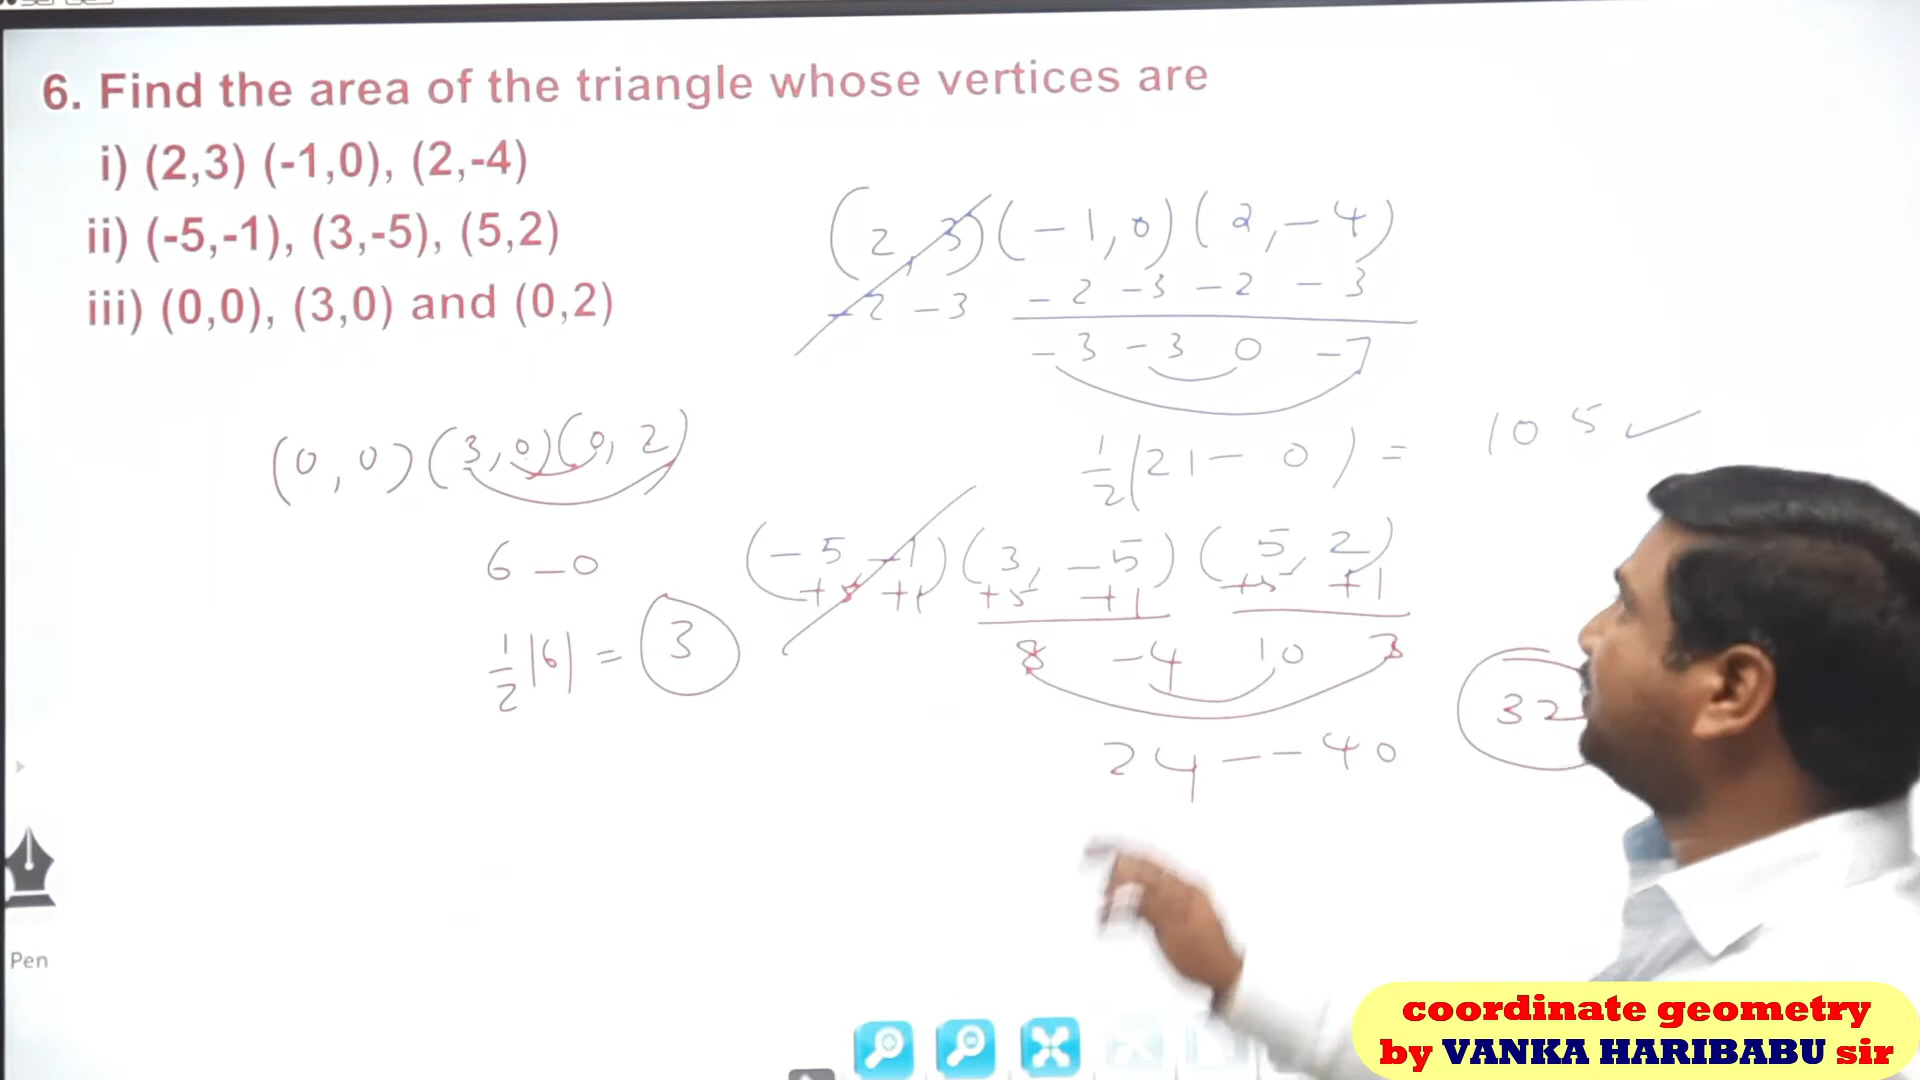 6. Find the area of the triangle whose vertices are
i) (2,3) (-1,0), (2,-4)
ii) (-5,-1), (3,-5), (5,2)
iii) (0,0), (3,0) and (0,2)
(2,3)(-1,0)(2,-4)
-2 -3 -2 -3 -2 -3
-3 -3 0 -7
1/2|21-0|= 10 5 ✓
(0,0)(3,0)(0,2)
6-0
1/2|6| = 3
(-5 -1)(3,-5)(5,2)
+5 +1 +5 +1 +5 +1
8 -4 10 3
24--40
32
Pen
coordinate geometry
by VANKA HARIBABU sir